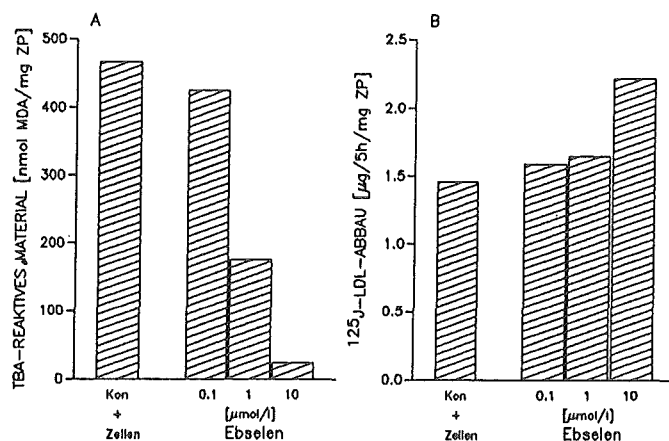 A
TBA-REAKTIVES MATERIAL [nmol MDA/mg ZP]
500
400
300
200
100
0
Kon
+
Zellen
0.1 1 10
[µmol/l]
Ebselen
B
125J-LDL-ABBAU [µg/5h/mg ZP]
2.5
2.0
1.5
1.0
0.5
0.0
Kon
+
Zellen
0.1 1 10
[µmol/l]
Ebselen